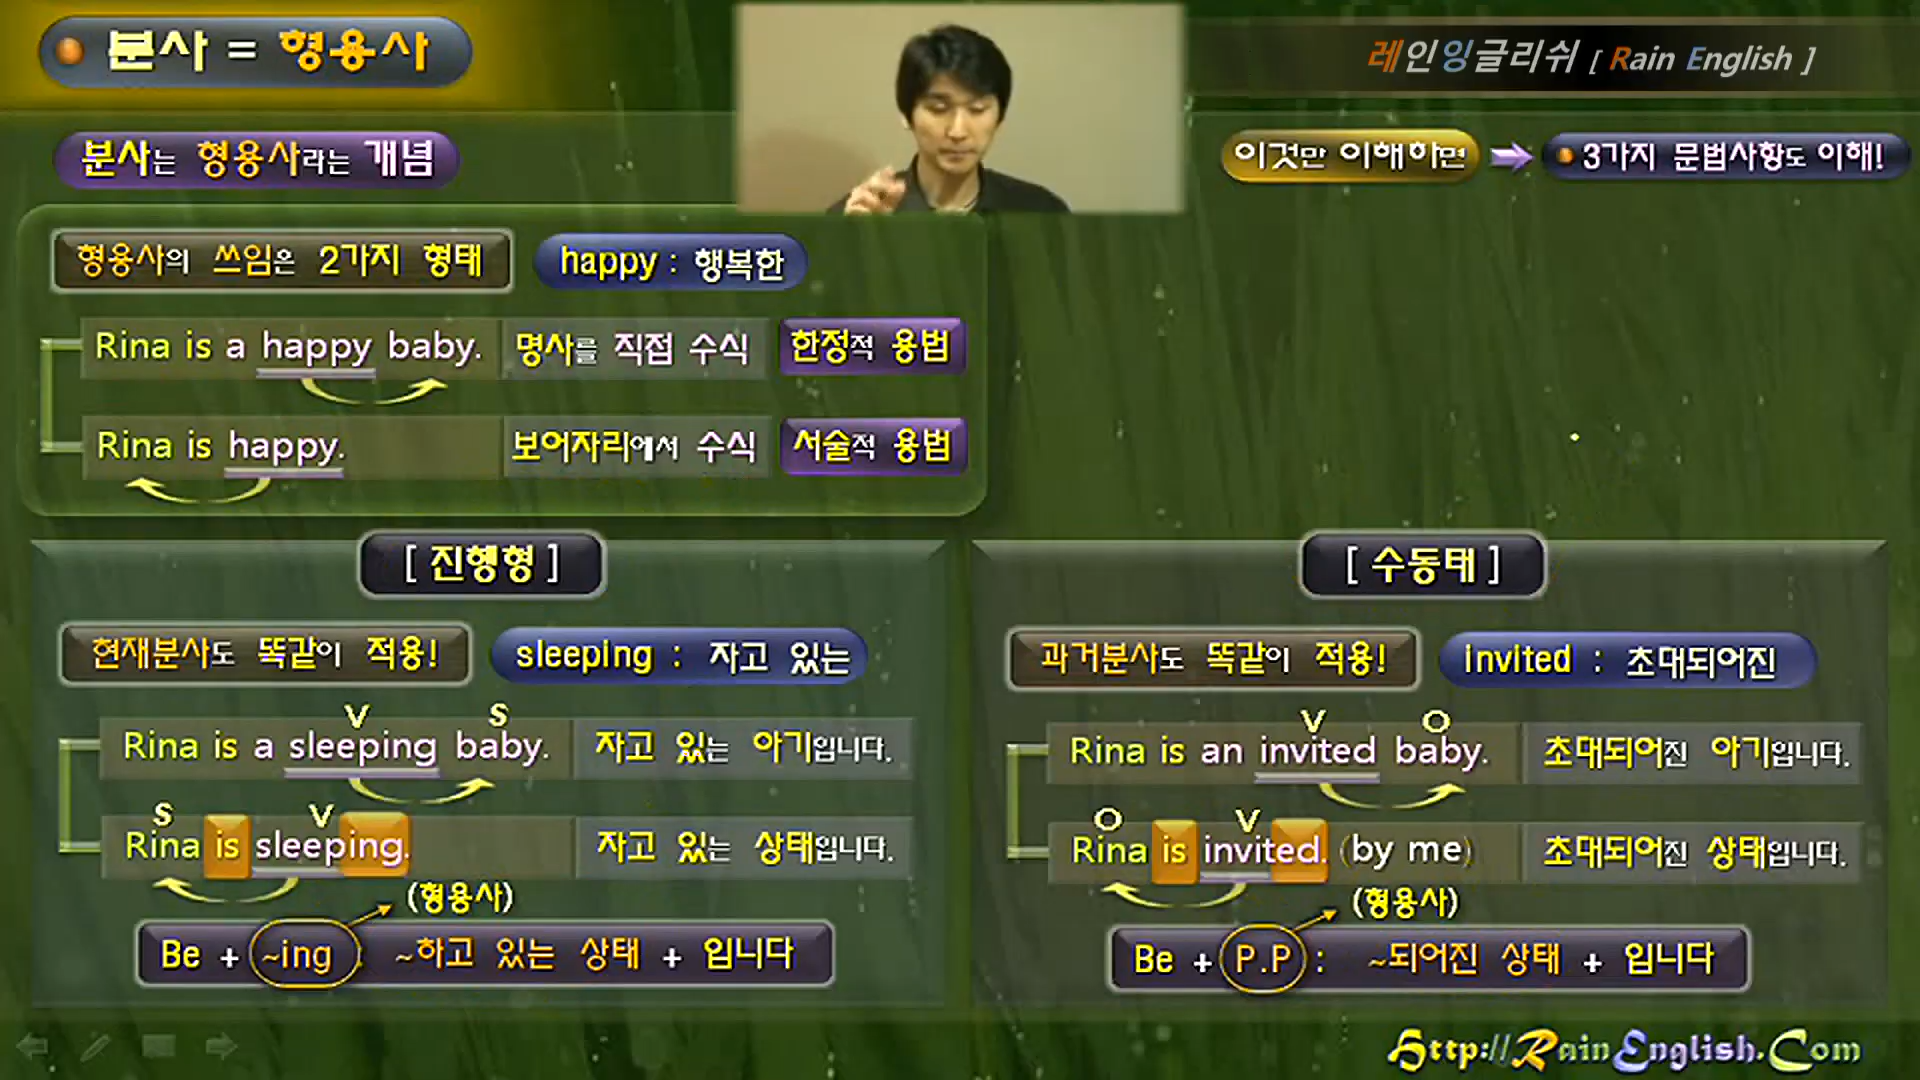 분사 = 형용사
레인잉글리쉬 [ Rain English ]
분사는 형용사라는 개념
이것만 이해하면
3가지 문법사항도 이해!
형용사의 쓰임은 2가지 형태
happy : 행복한
Rina is a happy baby.
명사를 직접 수식
한정적 용법
Rina is happy.
보어자리에서 수식
서술적 용법
[ 진행형 ]
현재분사도 똑같이 적용!
sleeping : 자고 있는
V S
Rina is a sleeping baby.
자고 있는 아기입니다.
S V
Rina is sleeping.
자고 있는 상태입니다.
(형용사)
Be + ~ing : ~하고 있는 상태 + 입니다
[ 수동태 ]
과거분사도 똑같이 적용!
invited : 초대되어진
V O
Rina is an invited baby.
초대되어진 아기입니다.
O V
Rina is invited. (by me)
초대되어진 상태입니다.
(형용사)
Be + P.P : ~되어진 상태 + 입니다
Http://RainEnglish.Com